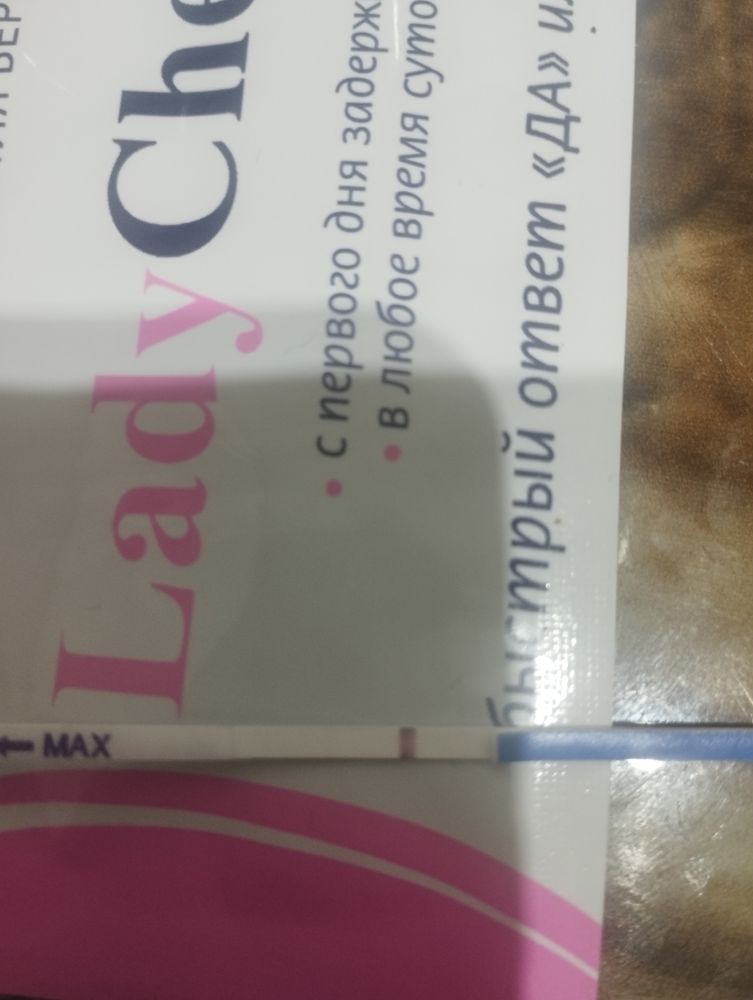 LadyChe
• с первого дня задерж
• в любое время суто
быстрый ответ «ДА» и
← MAX